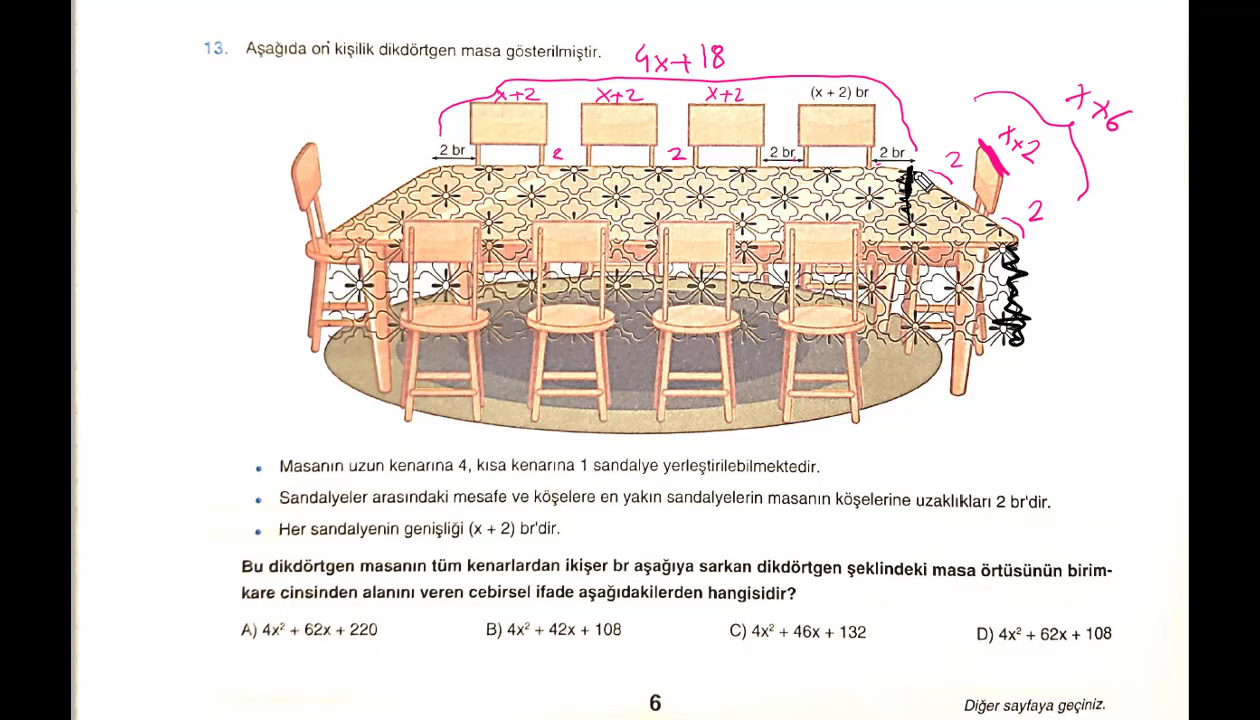 13. Aşağıda on kişilik dikdörtgen masa gösterilmiştir.
4x+18
x+2 x+2 x+2 (x + 2) br
2 br 2 2 2 br 2 br
2 x+2 x+6
2
• Masanın uzun kenarına 4, kısa kenarına 1 sandalye yerleştirilebilmektedir.
• Sandalyeler arasındaki mesafe ve köşelere en yakın sandalyelerin masanın köşelerine uzaklıkları 2 br'dir.
• Her sandalyenin genişliği (x + 2) br'dir.
Bu dikdörtgen masanın tüm kenarlardan ikişer br aşağıya sarkan dikdörtgen şeklindeki masa örtüsünün birim-
kare cinsinden alanını veren cebirsel ifade aşağıdakilerden hangisidir?
A) 4x² + 62x + 220 B) 4x² + 42x + 108 C) 4x² + 46x + 132 D) 4x² + 62x + 108
6
Diğer sayfaya geçiniz.